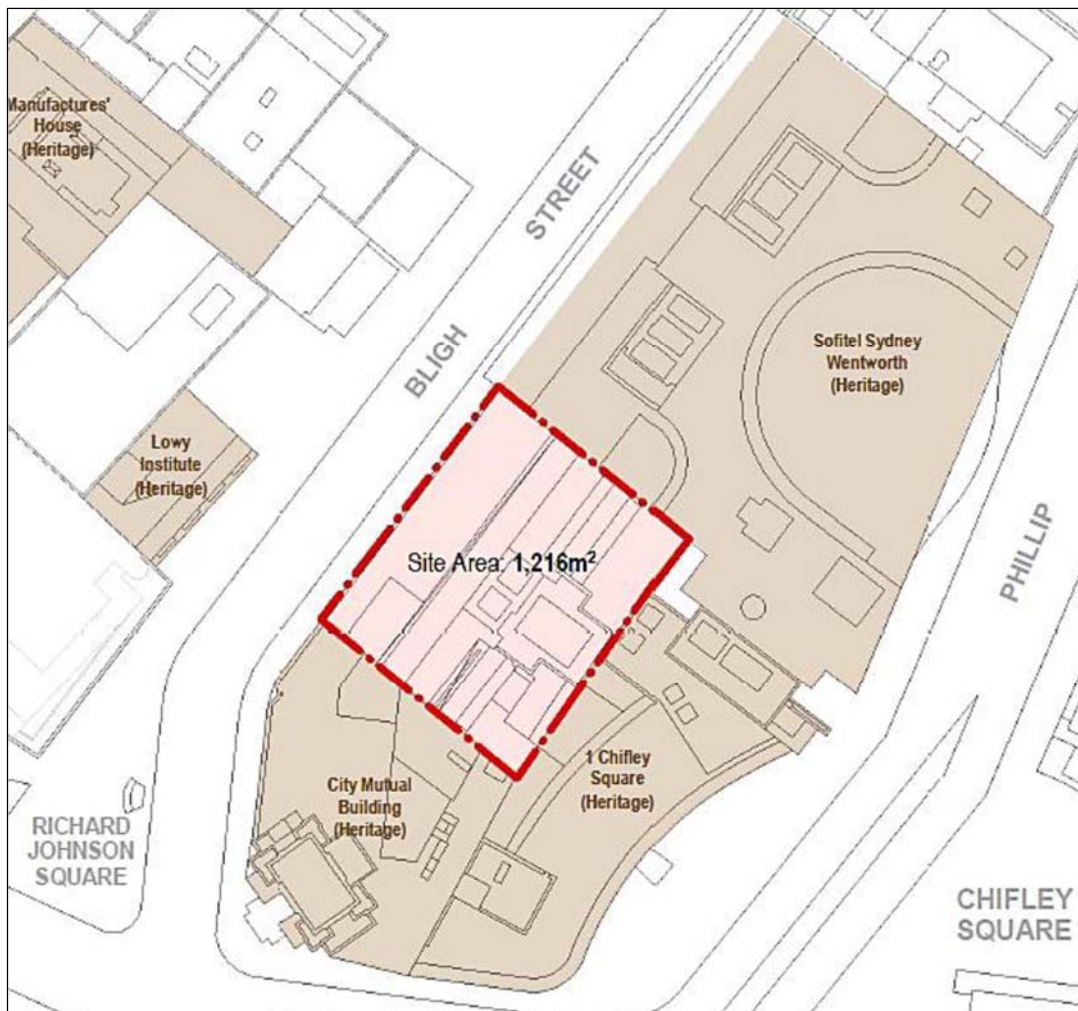 Manufactures'
House
(Heritage)
STREET
BLIGH
Sofitel Sydney
Wentworth
(Heritage)
Lowy
Institute
(Heritage)
Site Area: 1,216m²
PHILLIP
1 Chifley
Square
(Heritage)
City Mutual
Building
(Heritage)
RICHARD
JOHNSON
SQUARE
CHIFLEY
SQUARE